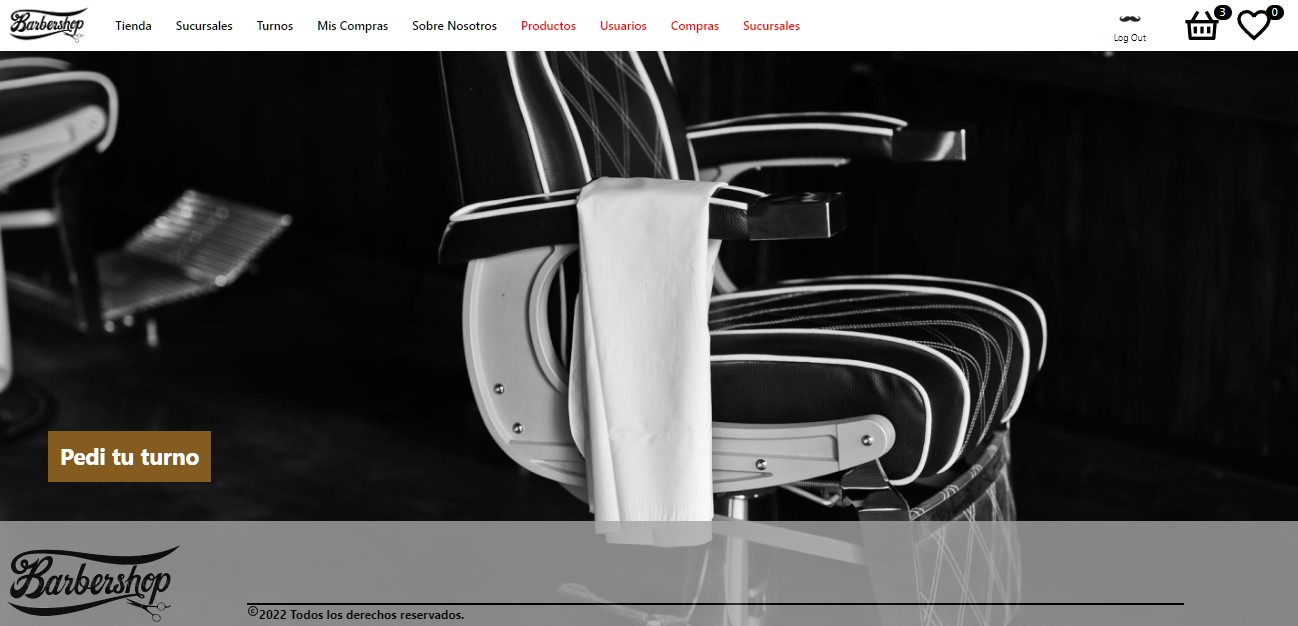 Barbershop
Tienda Sucursales Turnos Mis Compras Sobre Nosotros Productos Usuarios Compras Sucursales
Log Out
3
0
Pedi tu turno
Barbershop
©2022 Todos los derechos reservados.